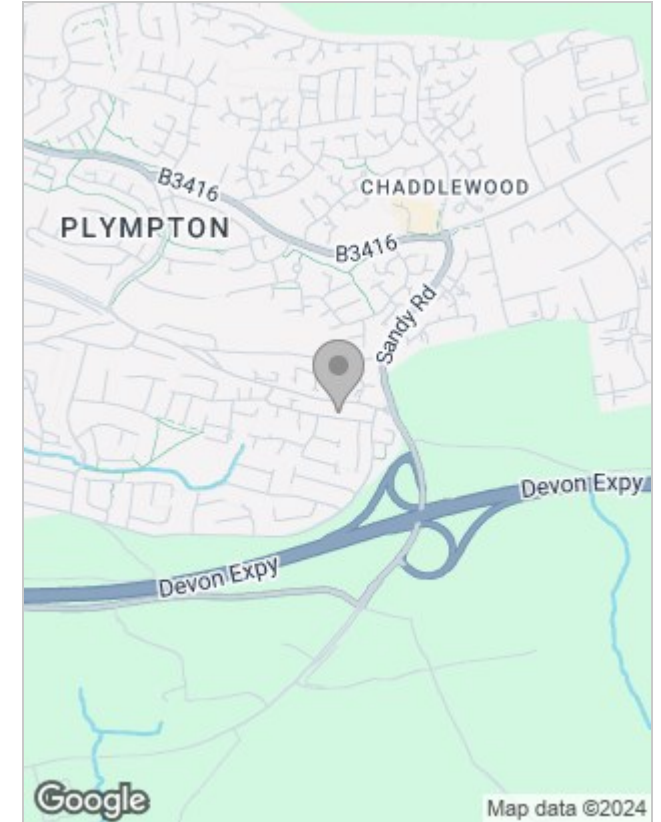 B3416
CHADDLEWOOD
PLYMPTON
B3416
Sandy Rd
Devon Expy
Devon Expy
Google
Map data ©2024